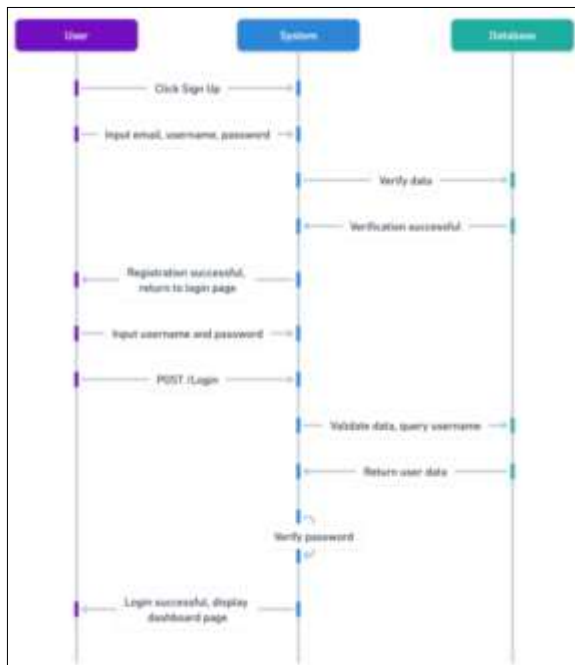 User
System
Database
Click Sign Up
Input email, username, password
Verify data
Verification successful
Registration successful,
return to login page
Input username and password
POST /Login
Validate data, query username
Return user data
Verify password
Login successful, display
dashboard page